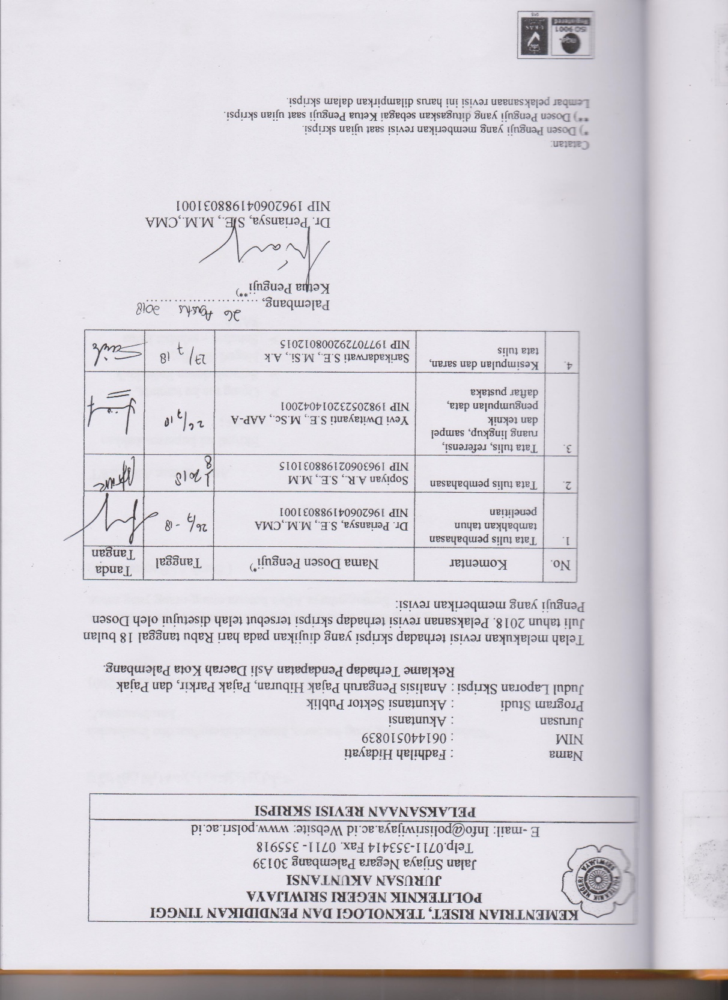 KEMENTRIAN RISET, TEKNOLOGI DAN PENDIDIKAN TINGGI
POLITEKNIK NEGERI SRIWIJAYA
JURUSAN AKUNTANSI
Jalan Srijaya Negara Palembang 30139
Telp.0711-353414 Fax. 0711- 355918
E -mail: Info@polisriwijaya.ac.id Website: www.polsri.ac.id
POLITEKNIK NEGERI SRIWIJAYA
PELAKSANAAN REVISI SKRIPSI
Nama : Fadhilah Hidayati
NIM : 061440510839
Jurusan : Akuntansi
Program Studi : Akuntansi Sektor Publik
Judul Laporan Skripsi : Analisis Pengaruh Pajak Hiburan, Pajak Parkir, dan Pajak
Reklame Terhadap Pendapatan Asli Daerah Kota Palembang.
Telah melakukan revisi terhadap skripsi yang diujikan pada hari Rabu tanggal 18 bulan
Juli tahun 2018. Pelaksanan revisi terhadap skripsi tersebut telah disetujui oleh Dosen
Penguji yang memberikan revisi:
No. Komentar Nama Dosen Penguji*) Tanggal Tanda
Tangan
1. Tata tulis pembahasan
tambahkan tahun
penelitian
Dr. Periansya, S.E., M.M.,CMA
NIP 196206041988031001
26/7 -18
2. Tata tulis pembahasan
Sopiyan A.R., S.E., M.M
NIP 196306021988031015
1/8 2018
3. Tata tulis, referensi,
ruang lingkup, sampel
dan teknik
pengumpulan data,
daftar pustaka
Yevi Dwitayanti S.E., M.Sc., AAP-A
NIP 198205232014042001
26/7
4. Kesimpulan dan saran,
tata tulis
Sarikadarwati S.E., M.Si., A.k
NIP 197707292008012015
27/7 18
Palembang, 26 Agustus 2018
Ketua Penguji**)
Dr. Periansya, S.E., M.M.,CMA
NIP 196206041988031001
Catatan:
*) Dosen Penguji yang memberikan revisi saat ujian skripsi.
**) Dosen Penguji yang ditugaskan sebagai Ketua Penguji saat ujian skripsi.
Lembar pelaksanaan revisi ini harus dilampirkan dalam skripsi.
ISO 9001
Registered
UKAS
015